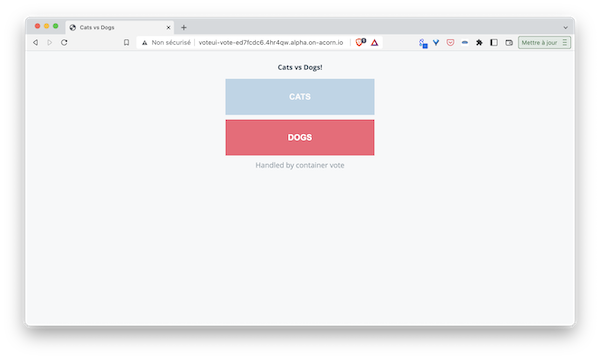 Cats vs Dogs
Non sécurisé voteui-vote-ed7fcdc6.4hr4qw.alpha.on-acorn.io
Mettre à jour
Cats vs Dogs!
CATS
DOGS
Handled by container vote